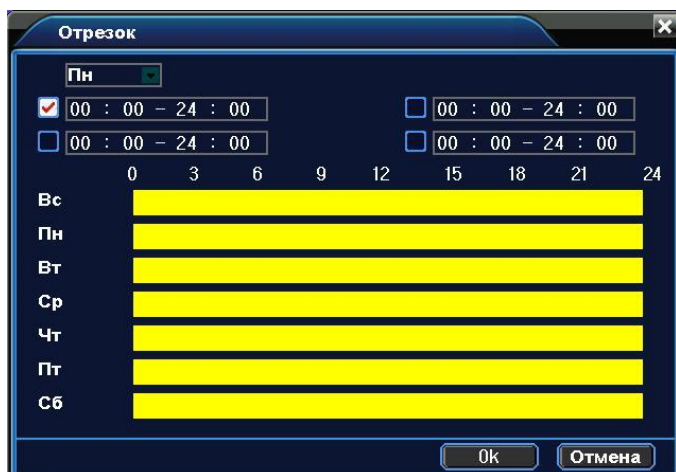 Отрезок
Пн
00 : 00 - 24 : 00 00 : 00 - 24 : 00
00 : 00 - 24 : 00 00 : 00 - 24 : 00
0 3 6 9 12 15 18 21 24
Вс
Пн
Вт
Ср
Чт
Пт
Сб
Ok Отмена